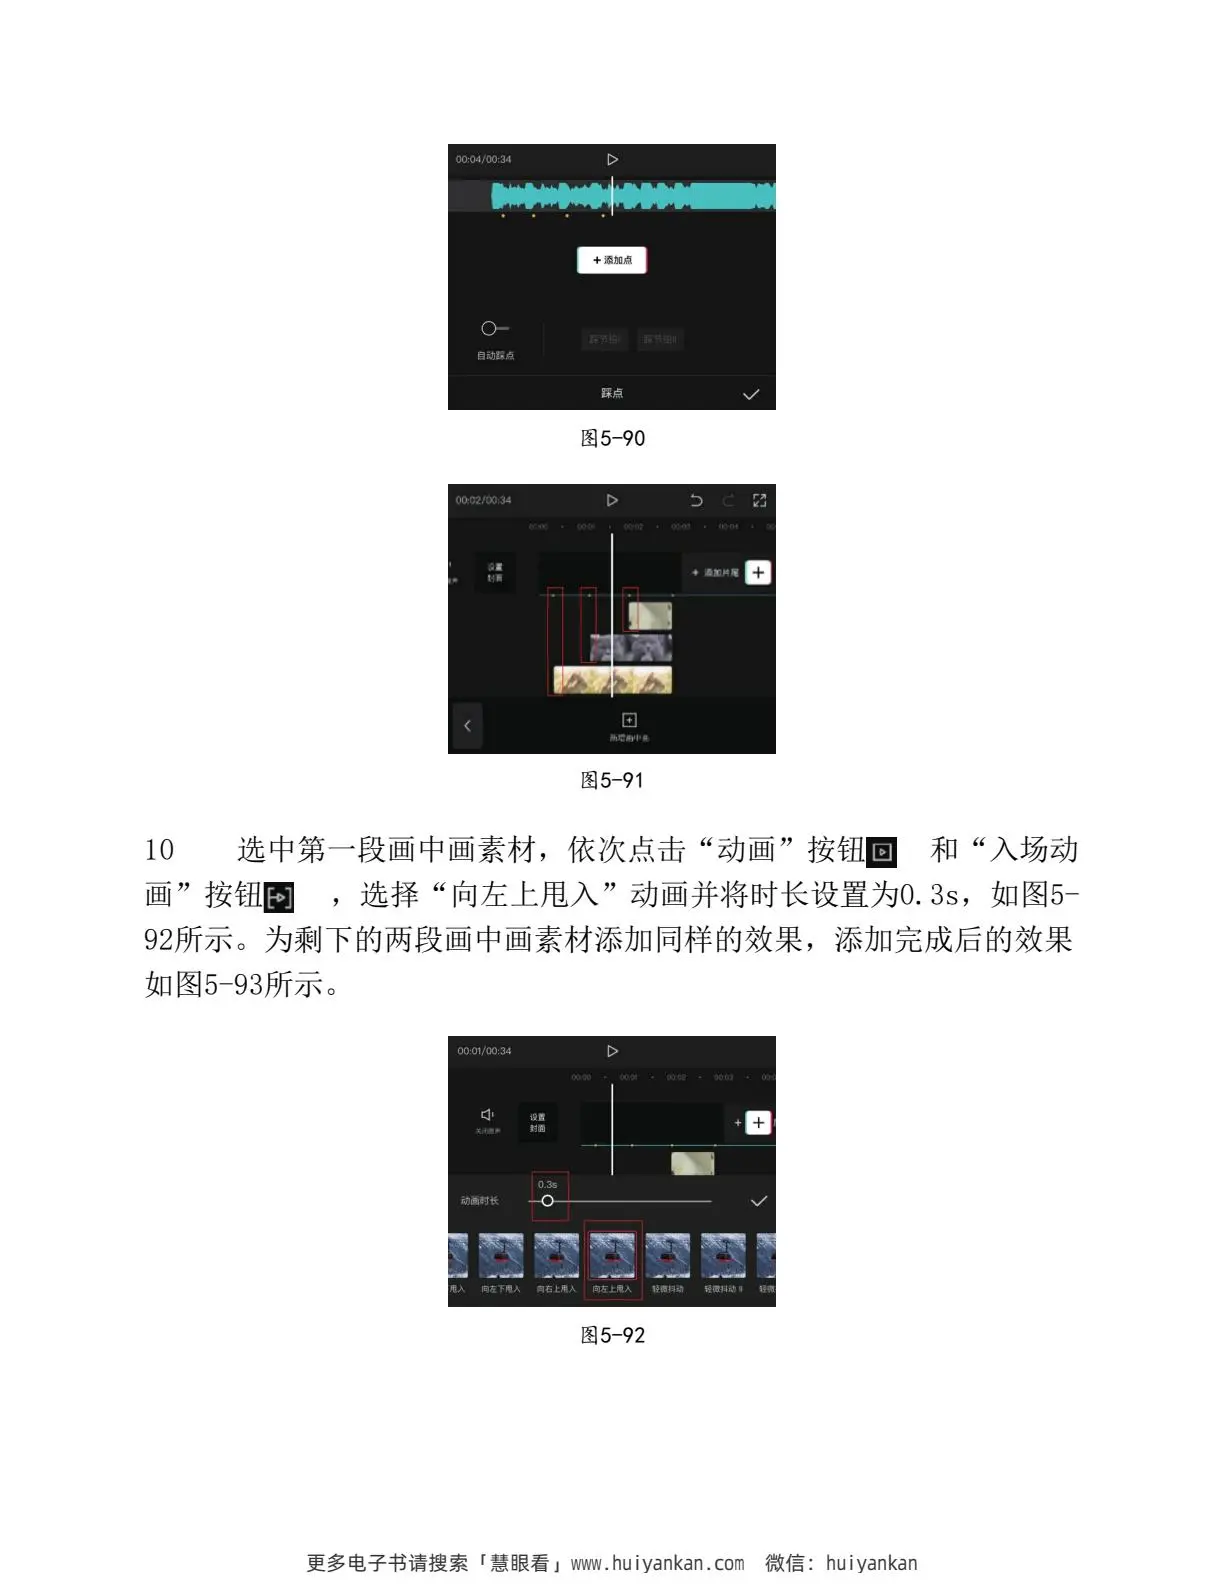 00:04/00:34
+ 添加点
踩节拍I 踩节拍II
自动踩点
踩点
图5-90
00:02/00:34
00:00 00:01 00:02 00:03 00:04
设置
封面
+ 添加片尾 +
新增画中画
图5-91
10 选中第一段画中画素材，依次点击“动画”按钮 和“入场动
画”按钮 ，选择“向左上甩入”动画并将时长设置为0.3s，如图5-
92所示。为剩下的两段画中画素材添加同样的效果，添加完成后的效果
如图5-93所示。
00:01/00:34
00:00 00:01 00:02 00:03
设置
封面
关闭原声
+ +
0.3s
动画时长
甩入 向左下甩入 向右上甩入 向左上甩入 轻微抖动 轻微抖动 II 轻微
图5-92
更多电子书请搜索「慧眼看」www.huiyankan.com 微信：huiyankan